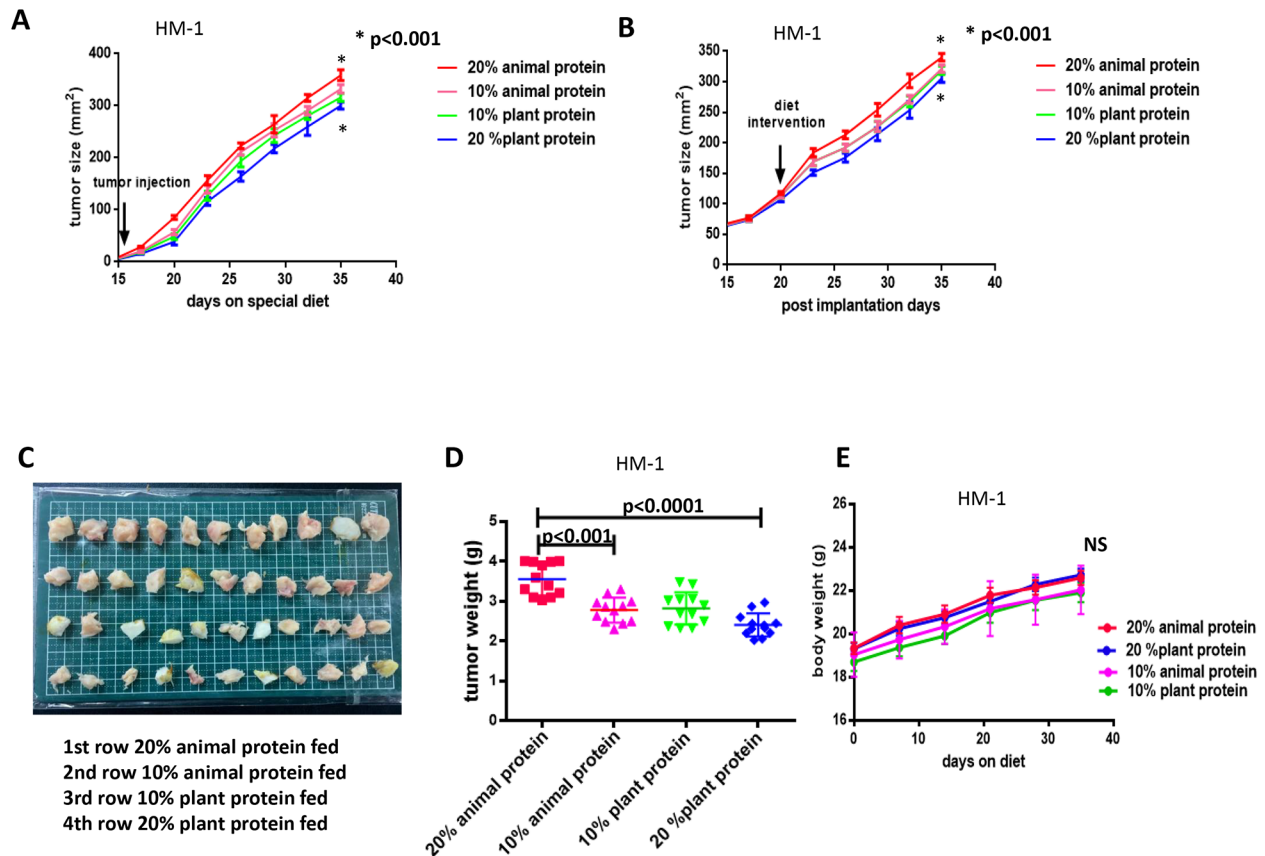 A
HM-1
* p<0.001
400
300
200
100
0
tumor size (mm²)
tumor injection
*
*
15 20 25 30 35 40
days on special diet
20% animal protein
10% animal protein
10% plant protein
20 %plant protein
B
HM-1
* p<0.001
350
300
250
200
150
100
50
0
tumor size (mm²)
diet
intervention
*
*
15 20 25 30 35 40
post implantation days
20% animal protein
10% animal protein
10% plant protein
20 %plant protein
C
1st row 20% animal protein fed
2nd row 10% animal protein fed
3rd row 10% plant protein fed
4th row 20% plant protein fed
D
HM-1
p<0.0001
p<0.001
5
4
3
2
1
0
tumor weight (g)
20% animal protein
10% animal protein
10% plant protein
20 %plant protein
E
HM-1
NS
26
24
22
20
18
16
body weight (g)
0 10 21 30 40
days on diet
20% animal protein
20 %plant protein
10% animal protein
10% plant protein